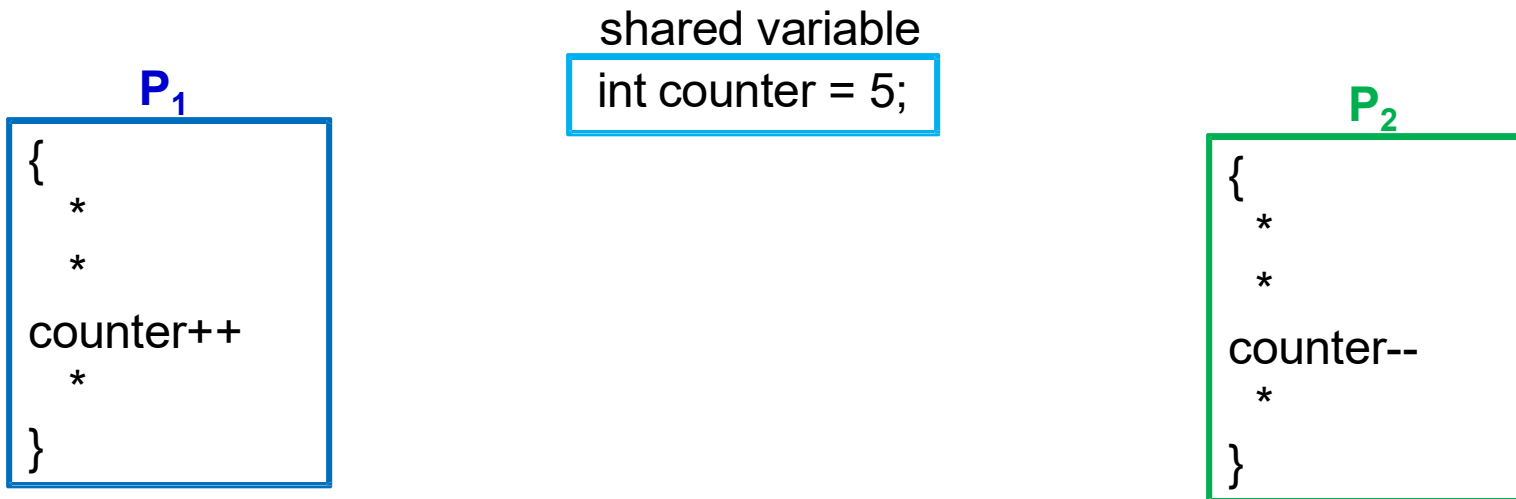 shared variable
int counter = 5;
P₁
{
*
*
counter++
*
}
P₂
{
*
*
counter--
*
}